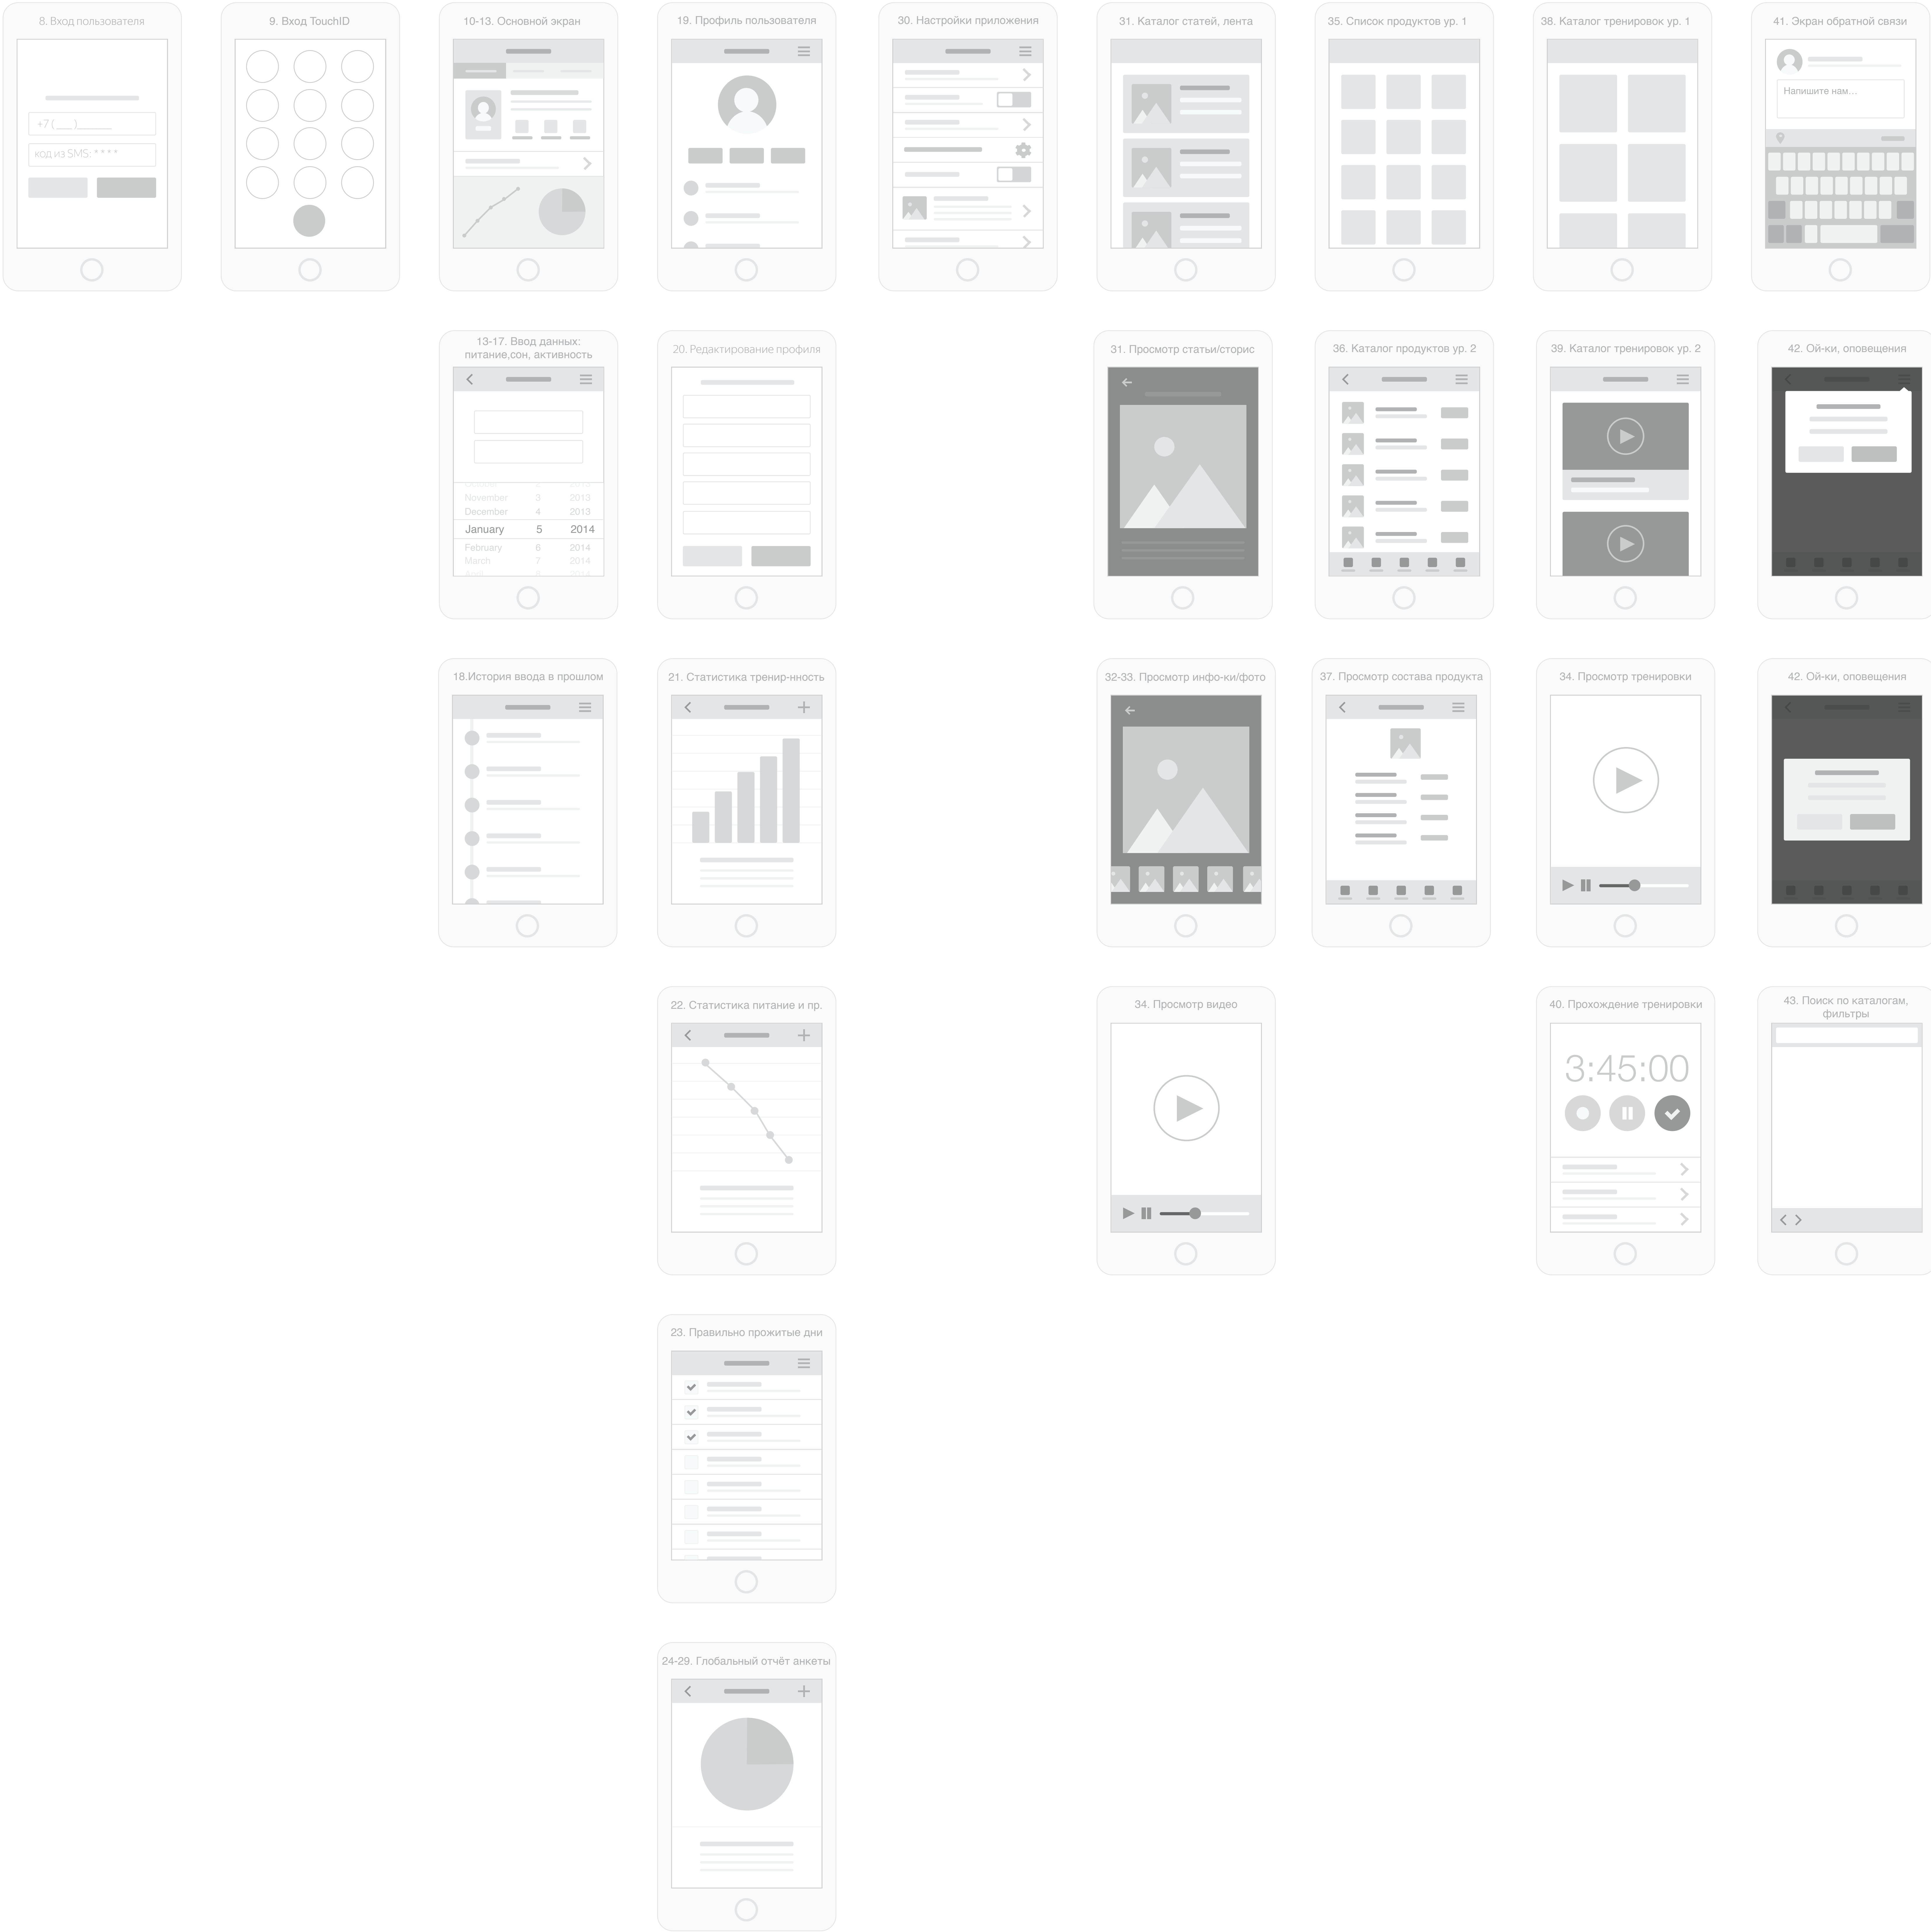 8. Вход пользователя
+7 ( ___ )_______
код из SMS: * * * *
9. Вход TouchID
10-13. Основной экран
19. Профиль пользователя
30. Настройки приложения
31. Каталог статей, лента
35. Список продуктов ур. 1
38. Каталог тренировок ур. 1
41. Экран обратной связи
Напишите нам...
13-17. Ввод данных:
питание,сон, активность
November 3 2013
December 4 2013
January 5 2014
February 6 2014
March 7 2014
20. Редактирование профиля
31. Просмотр статьи/сторис
36. Каталог продуктов ур. 2
39. Каталог тренировок ур. 2
42. Ой-ки, оповещения
18.История ввода в прошлом
21. Статистика тренир-нность
32-33. Просмотр инфо-ки/фото
37. Просмотр состава продукта
34. Просмотр тренировки
42. Ой-ки, оповещения
22. Статистика питание и пр.
34. Просмотр видео
40. Прохождение тренировки
3:45:00
43. Поиск по каталогам,
фильтры
23. Правильно прожитые дни
24-29. Глобальный отчёт анкеты